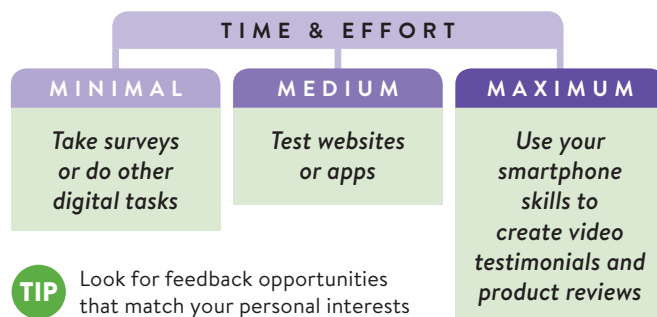 TIME & EFFORT
MINIMAL
Take surveys
or do other
digital tasks
MEDIUM
Test websites
or apps
MAXIMUM
Use your
smartphone
skills to
create video
testimonials and
product reviews
TIP
Look for feedback opportunities
that match your personal interests